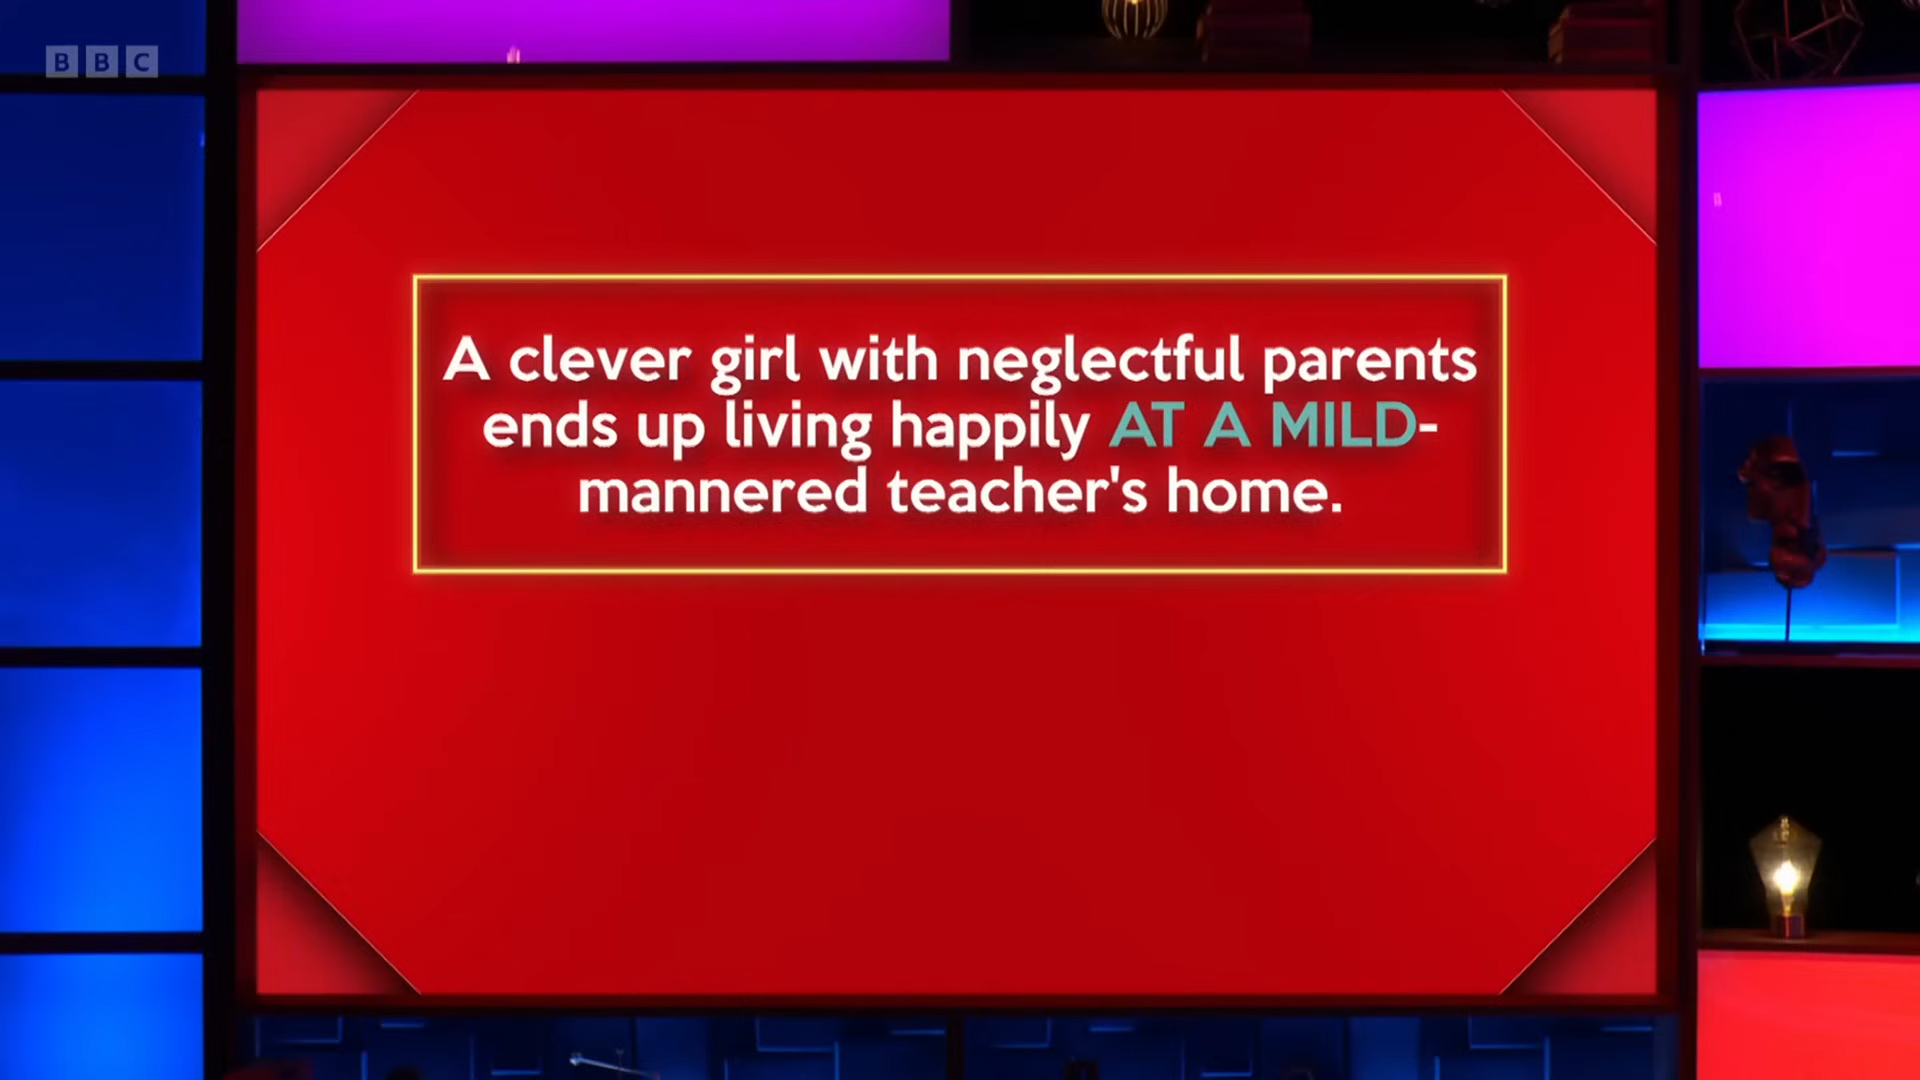 BBC
A clever girl with neglectful parents
ends up living happily AT A MILD-
mannered teacher's home.